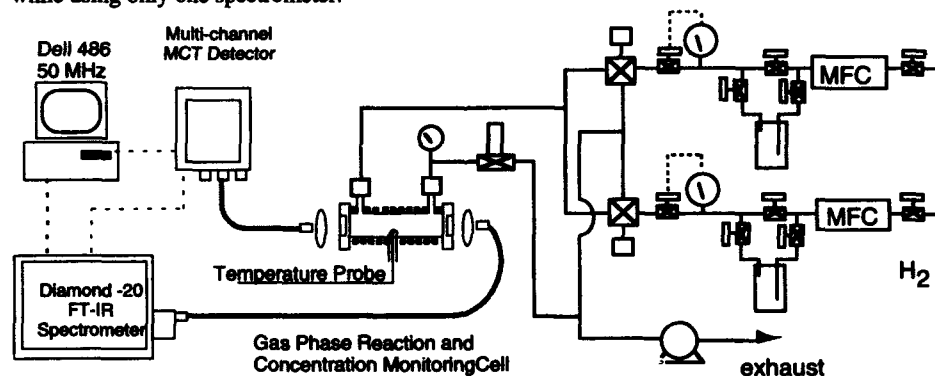 while using only one spectrometer.
Multi-channel
MCT Detector
Dell 486
50 MHz
MFC
MFC
H2
Temperature Probe
Diamond -20
FT-IR
Spectrometer
Gas Phase Reaction and
Concentration MonitoringCell
exhaust